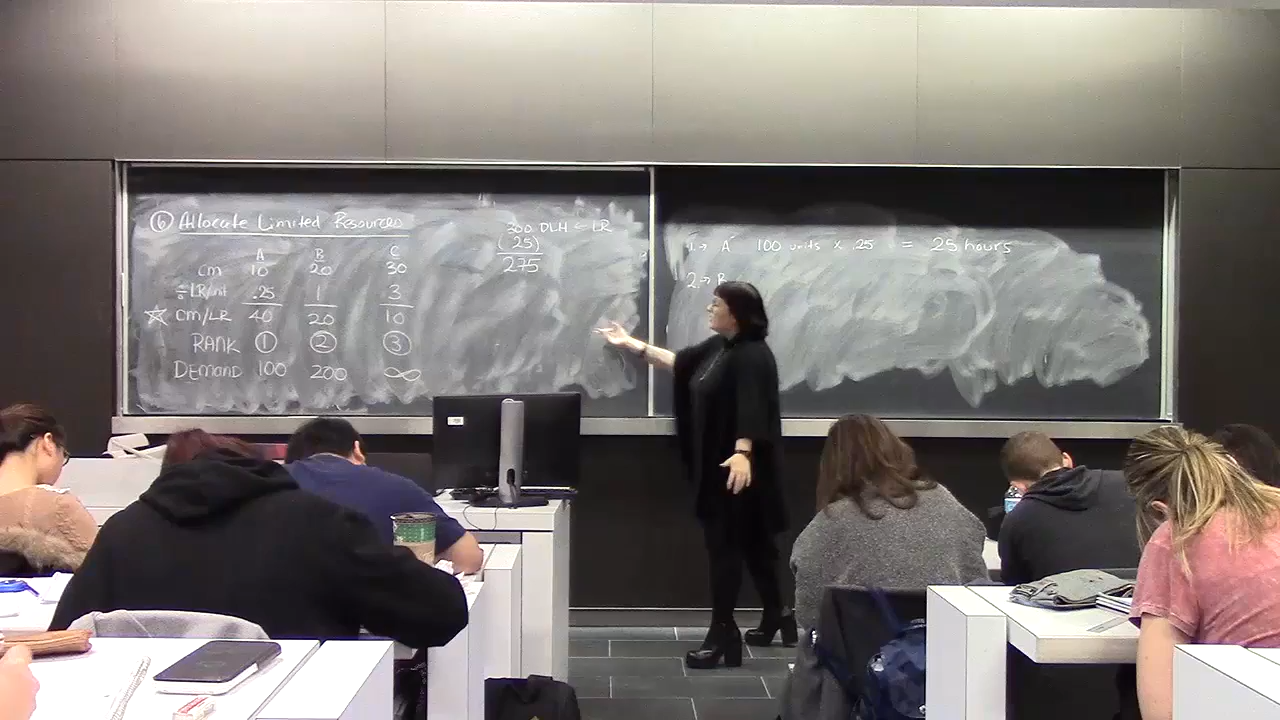 ⑥ Allocate Limited Resources
A B C
CM 10 20 30
÷ LR/unit .25 1 3
☆ CM/LR 40 20 10
RANK ① ② ③
DEMAND 100 200 ∞
300 DLH ← LR
(25)
275
1. → A 100 units x .25 = 25 hours
2. → B